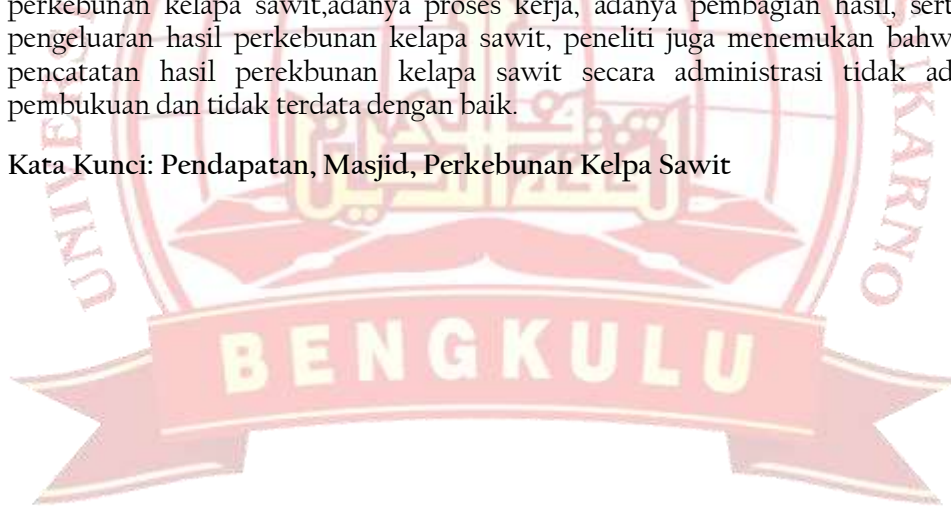 perkebunan kelapa sawit,adanya proses kerja, adanya pembagian hasil, sert
pengeluaran hasil perkebunan kelapa sawit, peneliti juga menemukan bahw
pencatatan hasil perekbunan kelapa sawit secara administrasi tidak ad
pembukuan dan tidak terdata dengan baik.
Kata Kunci: Pendapatan, Masjid, Perkebunan Kelpa Sawit
UNIVERS
UKARNO
BENGKULU